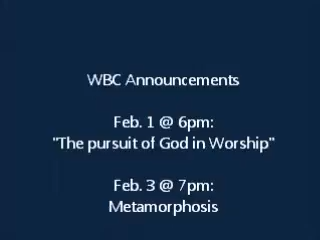 WBC Announcements
Feb. 1 @ 6pm:
"The pursuit of God in Worship"
Feb. 3 @ 7pm:
Metamorphosis